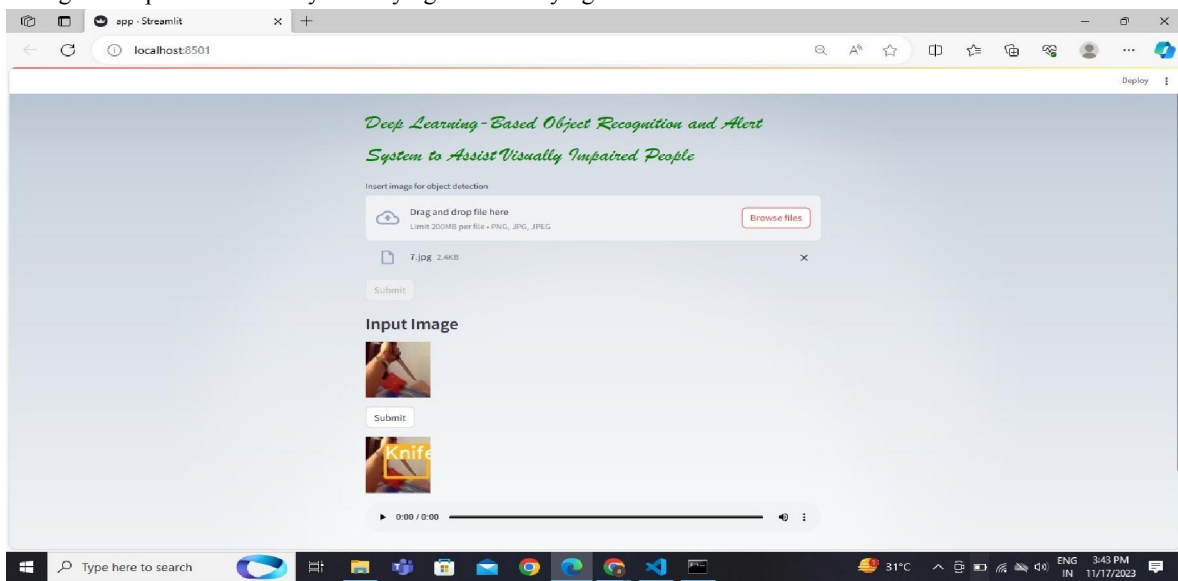 app · Streamlit
localhost:8501
Deploy
Deep Learning-Based Object Recognition and Alert
System to Assist Visually Impaired People
Insert image for object detection
Drag and drop file here
Limit 200MB per file • PNG, JPG, JPEG
Browse files
7.jpg 2.4KB
Submit
Input Image
Submit
Knife
0:00 / 0:00
Type here to search
31°C
ENG
IN
3:43 PM
11/17/2023